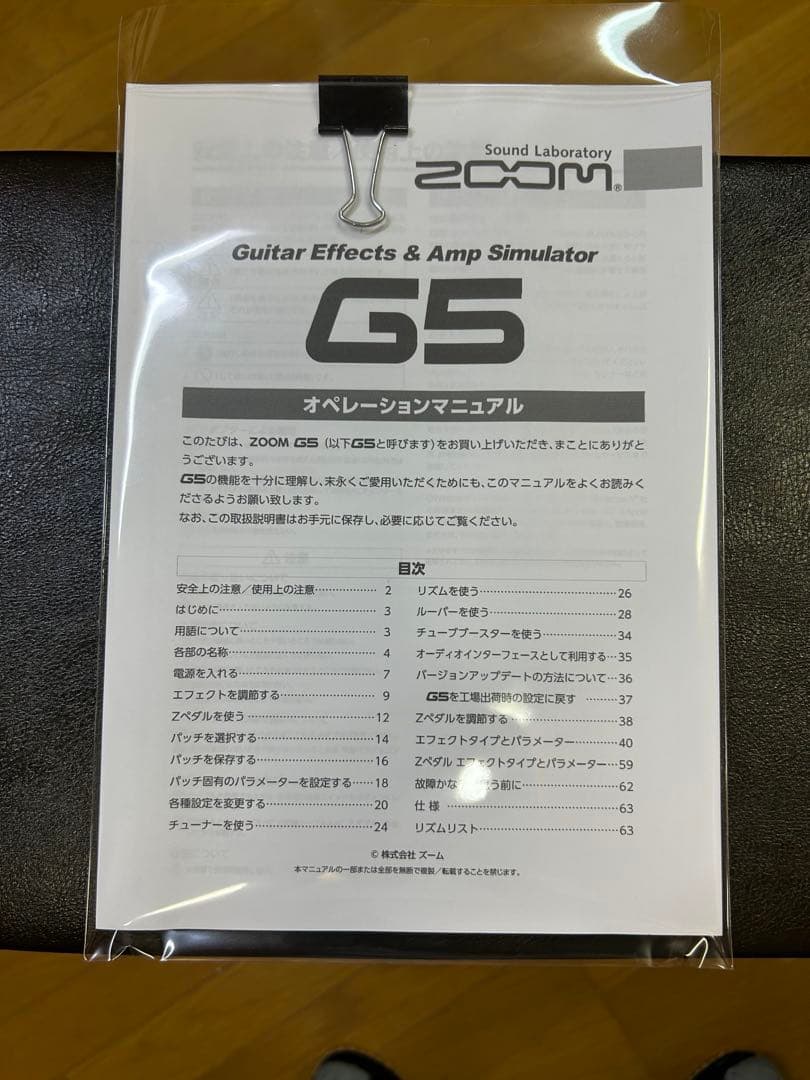 Sound Laboratory
ZOOM®
Guitar Effects & Amp Simulator
G5
オペレーションマニュアル
このたびは、ZOOM G5（以下G5と呼びます）をお買い上げいただき、まことにありがと
うございます。
G5の機能を十分に理解し、末永くご愛用いただくためにも、このマニュアルをよくお読みく
ださるようお願い致します。
なお、この取扱説明書はお手元に保存し、必要に応じてご覧ください。
目次
安全上の注意／使用上の注意………………2
はじめに………………3
用語について………………3
各部の名称………………4
電源を入れる………………7
エフェクトを調節する………………9
Zペダルを使う………………12
パッチを選択する………………14
パッチを保存する………………16
パッチ固有のパラメーターを設定する……18
各種設定を変更する………………20
チューナーを使う………………24
リズムを使う………………26
ルーパーを使う………………28
チューブブースターを使う………………34
オーディオインターフェースとして利用する…35
バージョンアップデートの方法について…36
G5を工場出荷時の設定に戻す ………37
Zペダルを調節する………………38
エフェクトタイプとパラメーター………40
Zペダル エフェクトタイプとパラメーター…59
故障かな う前に………………62
仕 様 ………………63
リズムリスト………………63
© 株式会社 ズーム
本マニュアルの一部または全部を無断で複製／転載することを禁じます。